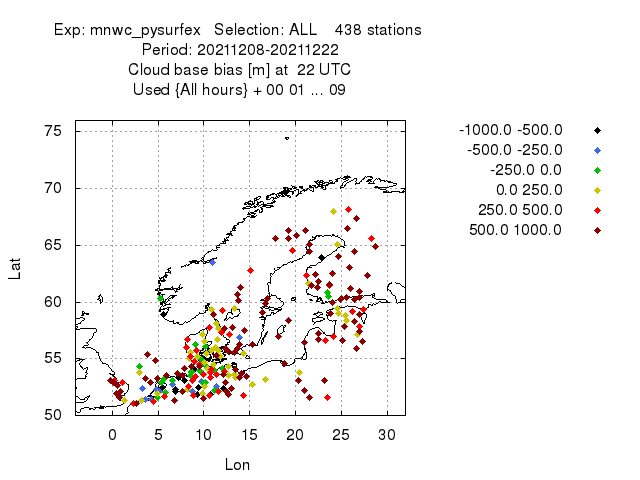 Exp: mnwc_pysurfex   Selection: ALL    438 stations
Period: 20211208-20211222
Cloud base bias [m] at  22 UTC
Used {All hours} + 00 01 ... 09
-1000.0 -500.0
-500.0 -250.0
-250.0 0.0
0.0 250.0
250.0 500.0
500.0 1000.0
75
70
65
60
55
50
Lat
0 5 10 15 20 25 30
Lon